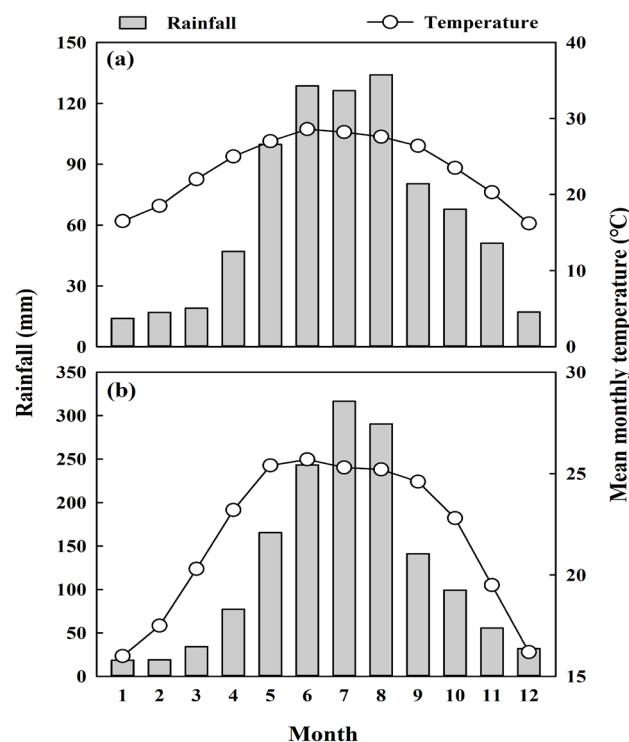 Rainfall Temperature
150 40
(a)
120 30
90
20
60
10
30
0 0
350 30
(b)
300
250 25
200
150 20
100
50
0 15
1 2 3 4 5 6 7 8 9 10 11 12
Month
Rainfall (mm)
Mean monthly temperature (°C)